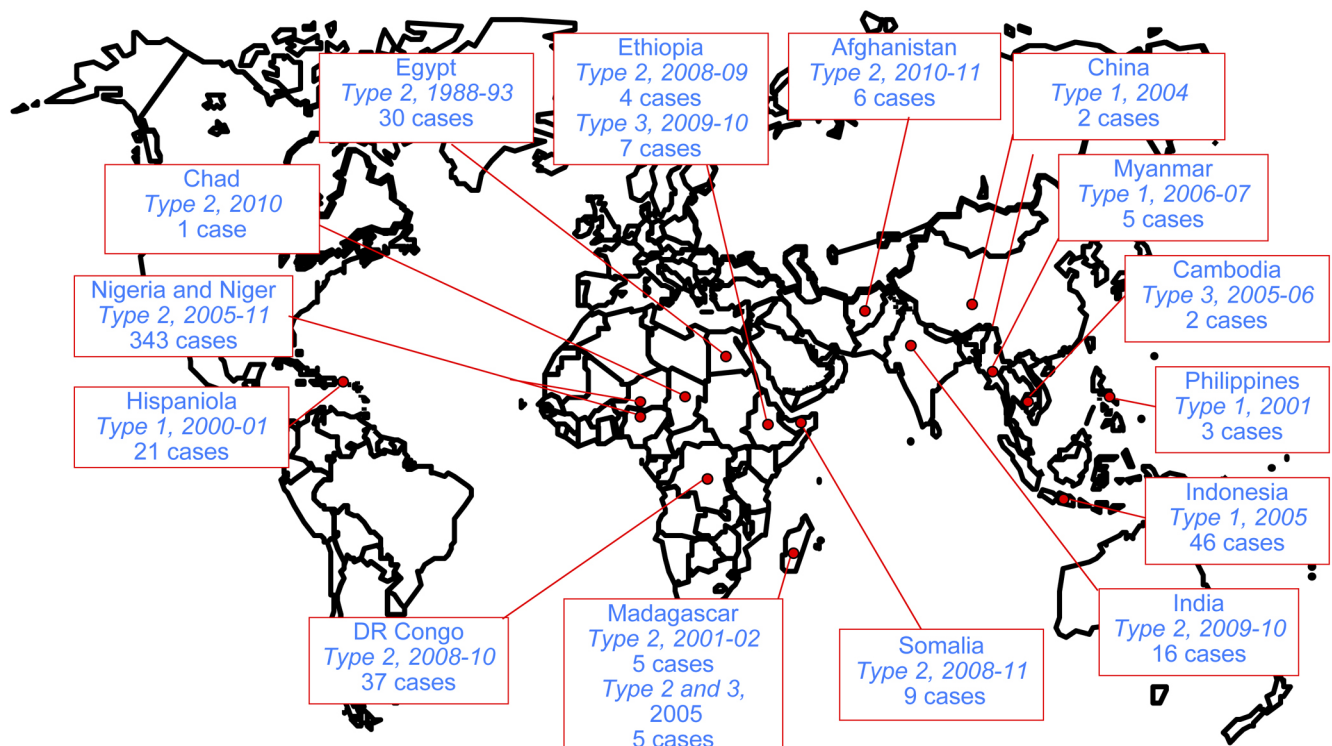 Egypt
Type 2, 1988-93
30 cases
Ethiopia
Type 2, 2008-09
4 cases
Type 3, 2009-10
7 cases
Afghanistan
Type 2, 2010-11
6 cases
China
Type 1, 2004
2 cases
Chad
Type 2, 2010
1 case
Myanmar
Type 1, 2006-07
5 cases
Nigeria and Niger
Type 2, 2005-11
343 cases
Cambodia
Type 3, 2005-06
2 cases
Hispaniola
Type 1, 2000-01
21 cases
Philippines
Type 1, 2001
3 cases
Indonesia
Type 1, 2005
46 cases
DR Congo
Type 2, 2008-10
37 cases
Madagascar
Type 2, 2001-02
5 cases
Type 2 and 3,
2005
5 cases
Somalia
Type 2, 2008-11
9 cases
India
Type 2, 2009-10
16 cases